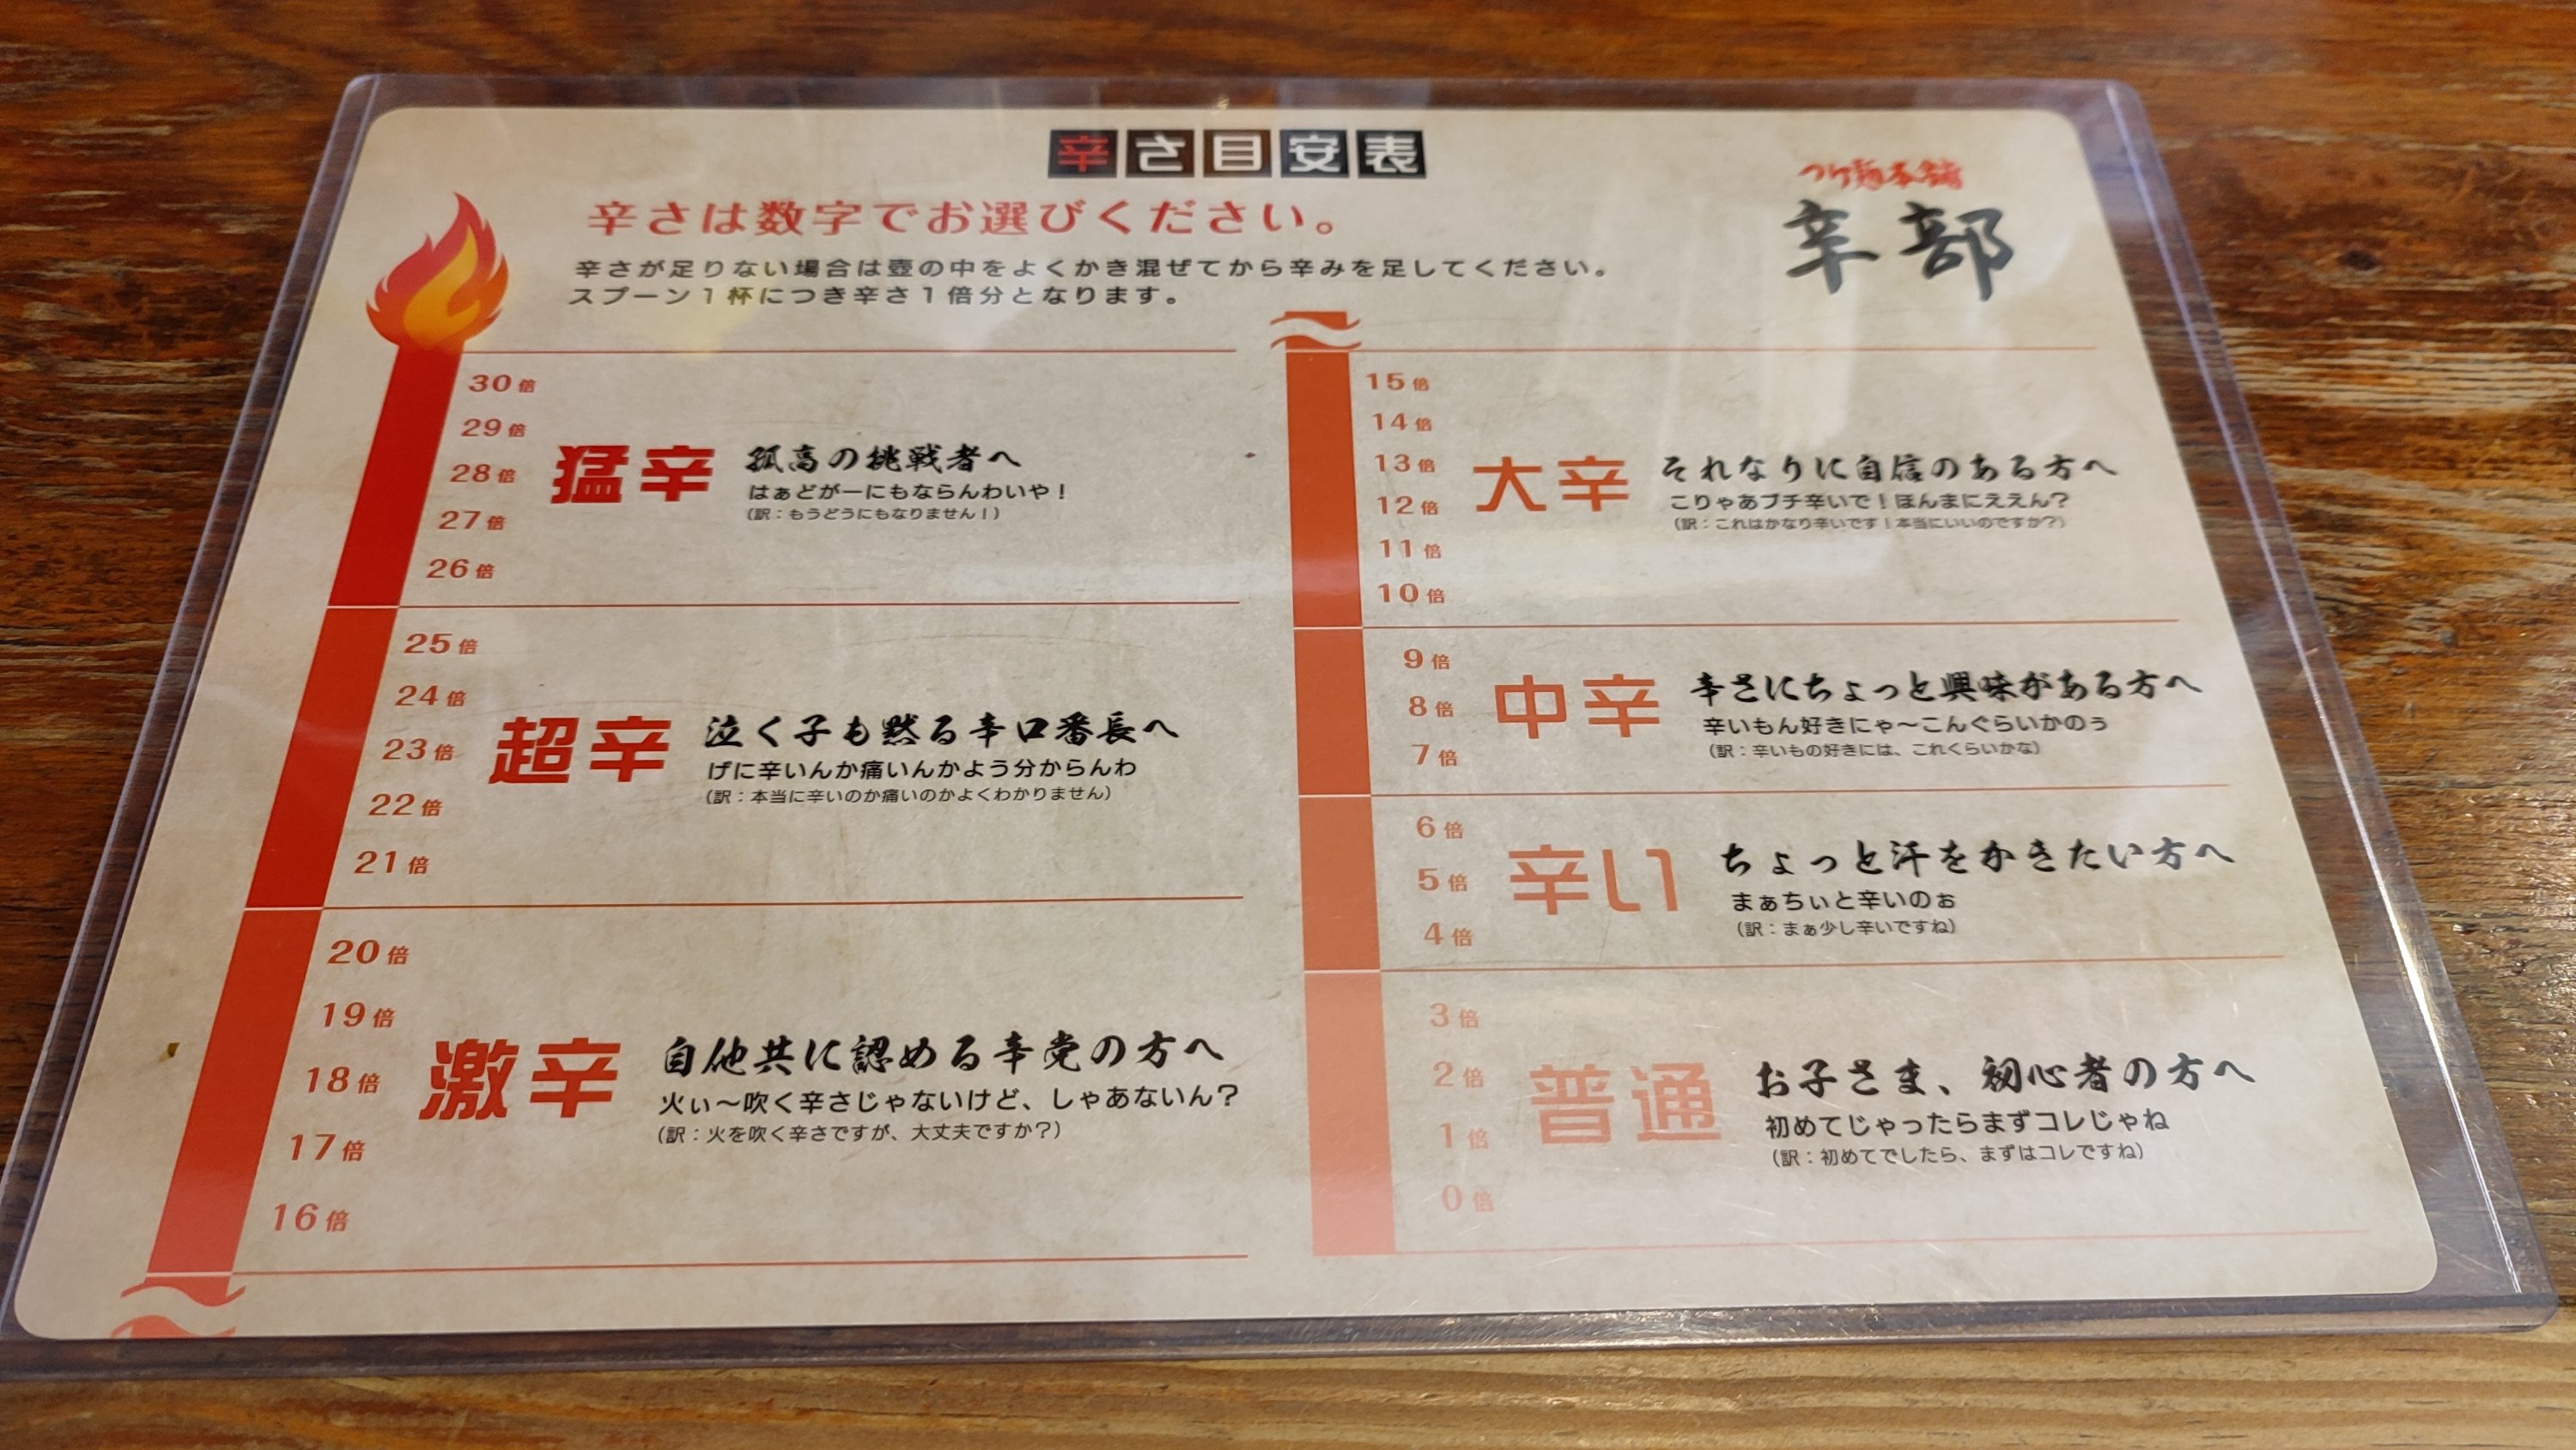 辛さ目安表
つけ麺本舗
辛部
辛さは数字でお選びください。
辛さが足りない場合は壺の中をよくかき混ぜてから辛みを足してください。
スプーン1杯につき辛さ1倍分となります。
30倍
29倍
28倍
27倍
26倍
猛辛
孤高の挑戦者へ
はぁどがーにもならんわいや!
(訳:もうどうにもなりません!)
25倍
24倍
23倍
22倍
21倍
超辛
泣く子も黙る辛口番長へ
げに辛いんか痛いんかよう分からんわ
(訳:本当に辛いのか痛いのかよくわかりません)
20倍
19倍
18倍
17倍
16倍
激辛
自他共に認める辛党の方へ
火ぃ～吹く辛さじゃないけど、しゃあないん?
(訳:火を吹く辛さですが、大丈夫ですか?)
15倍
14倍
13倍
12倍
11倍
10倍
大辛
それなりに自信のある方へ
こりゃあブチ辛いで!ほんまにええん?
(訳:これはかなり辛いです!本当にいいのですか?)
9倍
8倍
7倍
中辛
辛さにちょっと興味がある方へ
辛いもん好きにゃ～こんぐらいかのぅ
(訳:辛いもの好きには、これくらいかな)
6倍
5倍
4倍
辛い
ちょっと汗をかきたい方へ
まぁちぃと辛いのぉ
(訳:まぁ少し辛いですね)
3倍
2倍
1倍
0倍
普通
お子さま、初心者の方へ
初めてじゃったらまずコレじゃね
(訳:初めてでしたら、まずはコレですね)